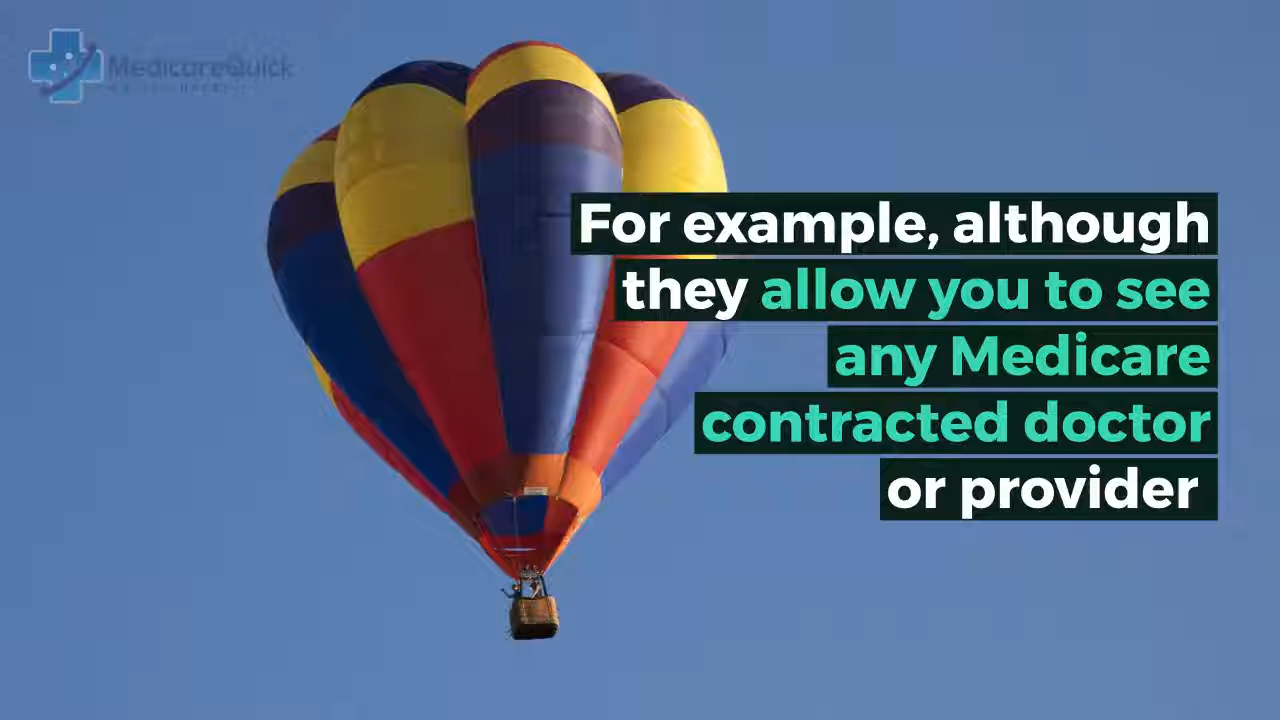 MedicareQuick
For example, although
they allow you to see
any Medicare
contracted doctor
or provider